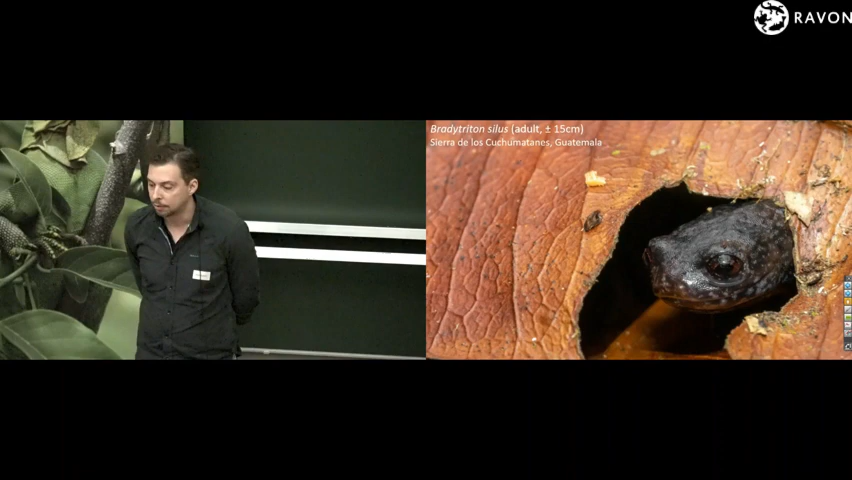 RAVON
Bradytriton silus (adult, ± 15cm)
Sierra de los Cuchumatanes, Guatemala